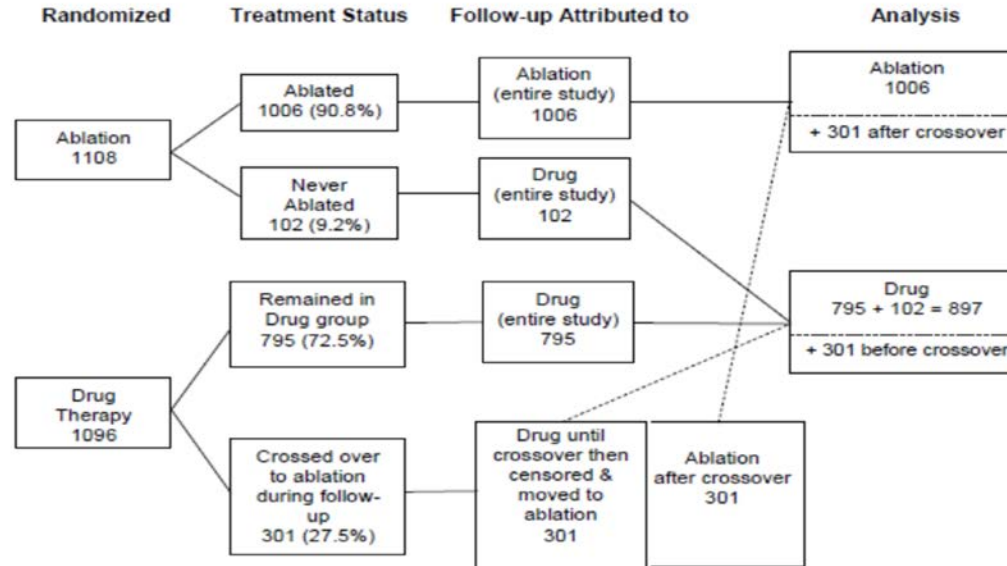 Randomized
Treatment Status
Follow-up Attributed to
Analysis
Ablation
1108
Ablated
1006 (90.8%)
Ablation
(entire study)
1006
Ablation
1006
+ 301 after crossover
Never
Ablated
102 (9.2%)
Drug
(entire study)
102
Drug
Therapy
1096
Remained in
Drug group
795 (72.5%)
Drug
(entire study)
795
Drug
795 + 102 = 897
+ 301 before crossover
Crossed over
to ablation
during follow-
up
301 (27.5%)
Drug until
crossover then
censored &
moved to
ablation
301
Ablation
after crossover
301